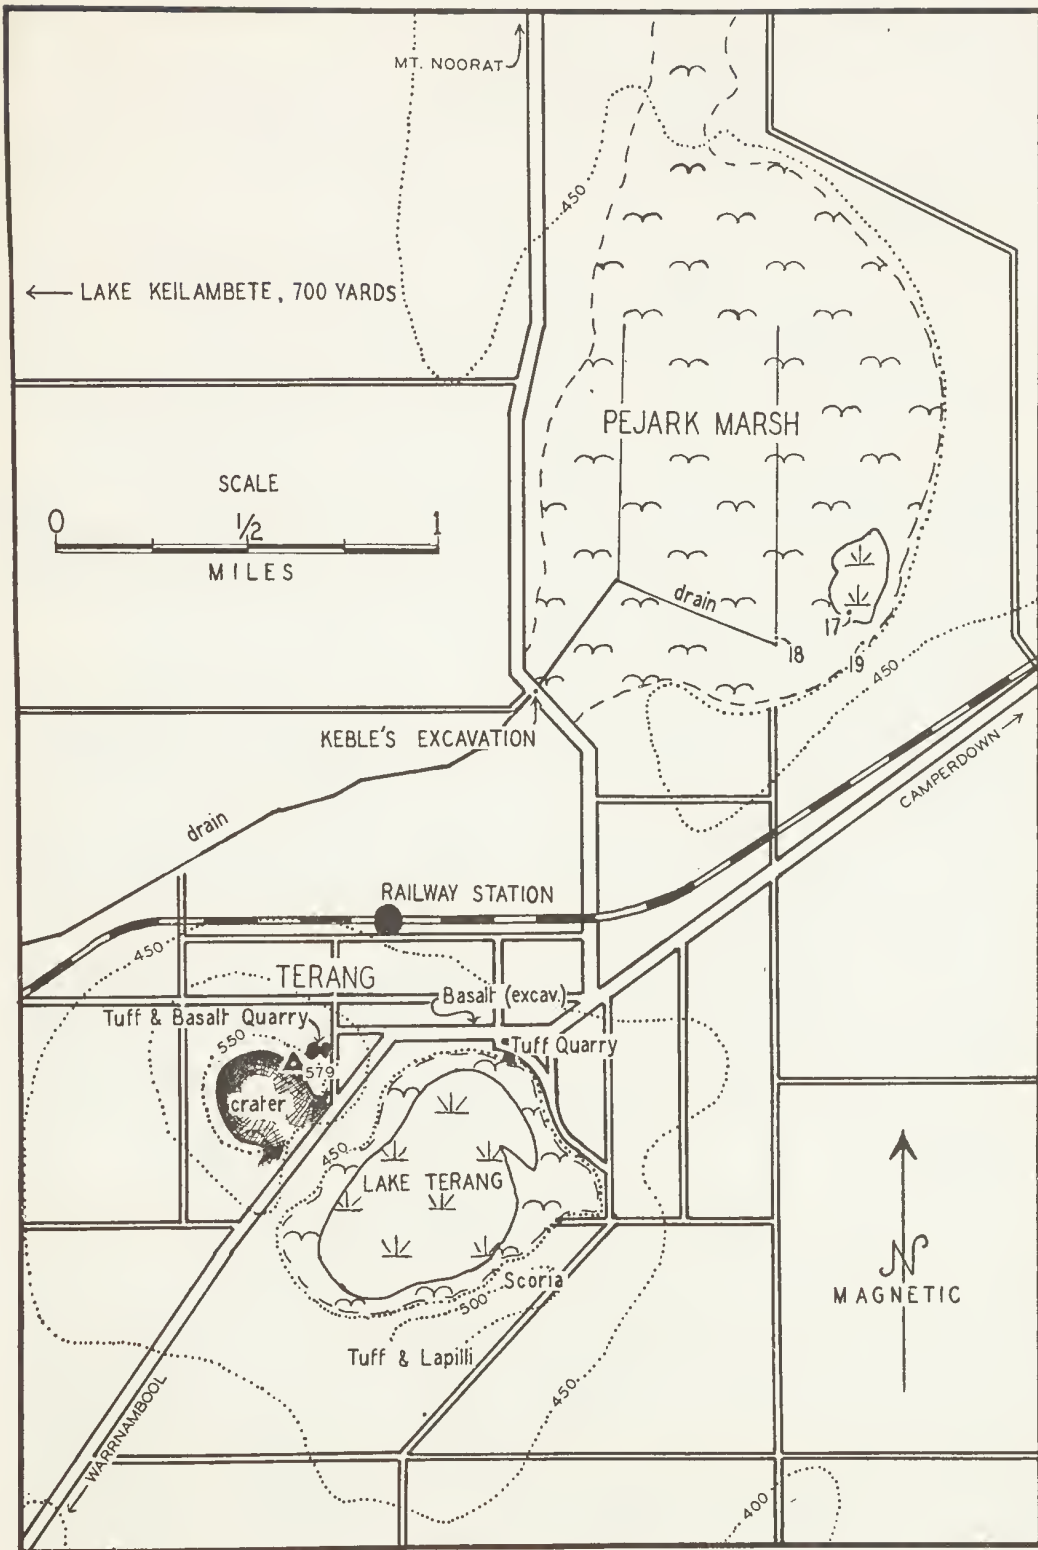 MT. NOORAT
450
← LAKE KEILAMBETE, 700 YARDS
PEJARK MARSH
SCALE
0 1/2 1
MILES
drain
17
18
19
450
KEBLE'S EXCAVATION
CAMPERDOWN
drain
RAILWAY STATION
450
TERANG
Basalt (excav.)
Tuff & Basalt Quarry
Tuff Quarry
550
579
crater
450
LAKE TERANG
N
MAGNETIC
Scoria
500
Tuff & Lapilli
450
WARRNAMBOOL
400